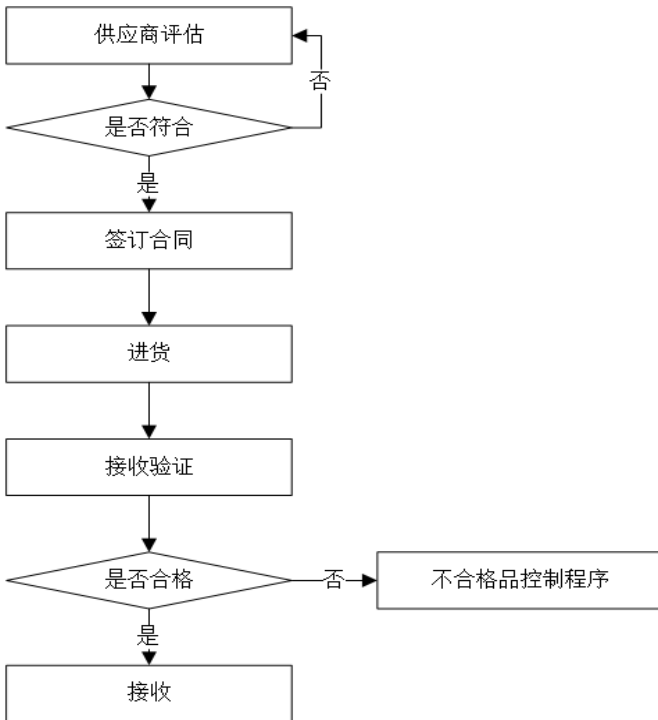 供应商评估
否
是否符合
是
签订合同
进货
接收验证
是否合格
否
不合格品控制程序
是
接收